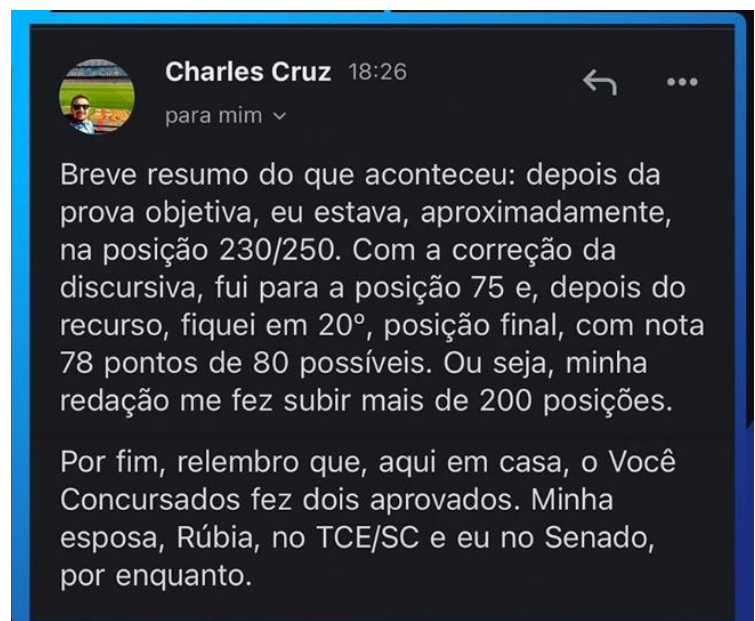 Charles Cruz 18:26
para mim
Breve resumo do que aconteceu: depois da
prova objetiva, eu estava, aproximadamente,
na posição 230/250. Com a correção da
discursiva, fui para a posição 75 e, depois do
recurso, fiquei em 20º, posição final, com nota
78 pontos de 80 possíveis. Ou seja, minha
redação me fez subir mais de 200 posições.
Por fim, relembro que, aqui em casa, o Você
Concursados fez dois aprovados. Minha
esposa, Rúbia, no TCE/SC e eu no Senado,
por enquanto.